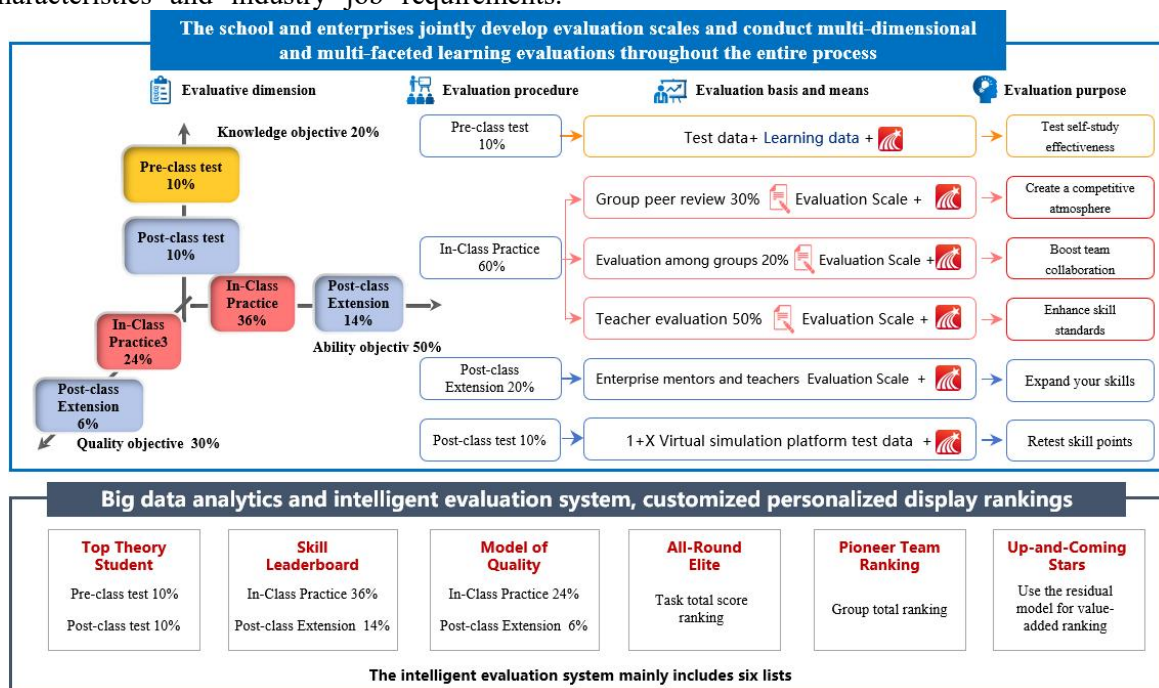 characteristics and industry job requirements.
The school and enterprises jointly develop evaluation scales and conduct multi-dimensional
and multi-faceted learning evaluations throughout the entire process
Evaluative dimension
Evaluation procedure
Evaluation basis and means
Evaluation purpose
Knowledge objective 20%
Pre-class test
10%
Post-class test
10%
In-Class
Practice
36%
Post-class
Extension
14%
Ability objectiv 50%
In-Class
Practice3
24%
Post-class
Extension
6%
Quality objective 30%
Pre-class test
10%
Test data+ Learning data +
Test self-study
effectiveness
In-Class Practice
60%
Group peer review 30% Evaluation Scale +
Create a competitive
atmosphere
Evaluation among groups 20% Evaluation Scale +
Boost team
collaboration
Teacher evaluation 50% Evaluation Scale +
Enhance skill
standards
Post-class
Extension 20%
Enterprise mentors and teachers Evaluation Scale +
Expand your skills
Post-class test 10%
1+X Virtual simulation platform test data +
Retest skill points
Big data analytics and intelligent evaluation system, customized personalized display rankings
Top Theory
Student
Pre-class test 10%
Post-class test 10%
Skill
Leaderboard
In-Class Practice 36%
Post-class Extension 14%
Model of
Quality
In-Class Practice 24%
Post-class Extension 6%
All-Round
Elite
Task total score
ranking
Pioneer Team
Ranking
Group total ranking
Up-and-Coming
Stars
Use the residual
model for value-
added ranking
The intelligent evaluation system mainly includes six lists